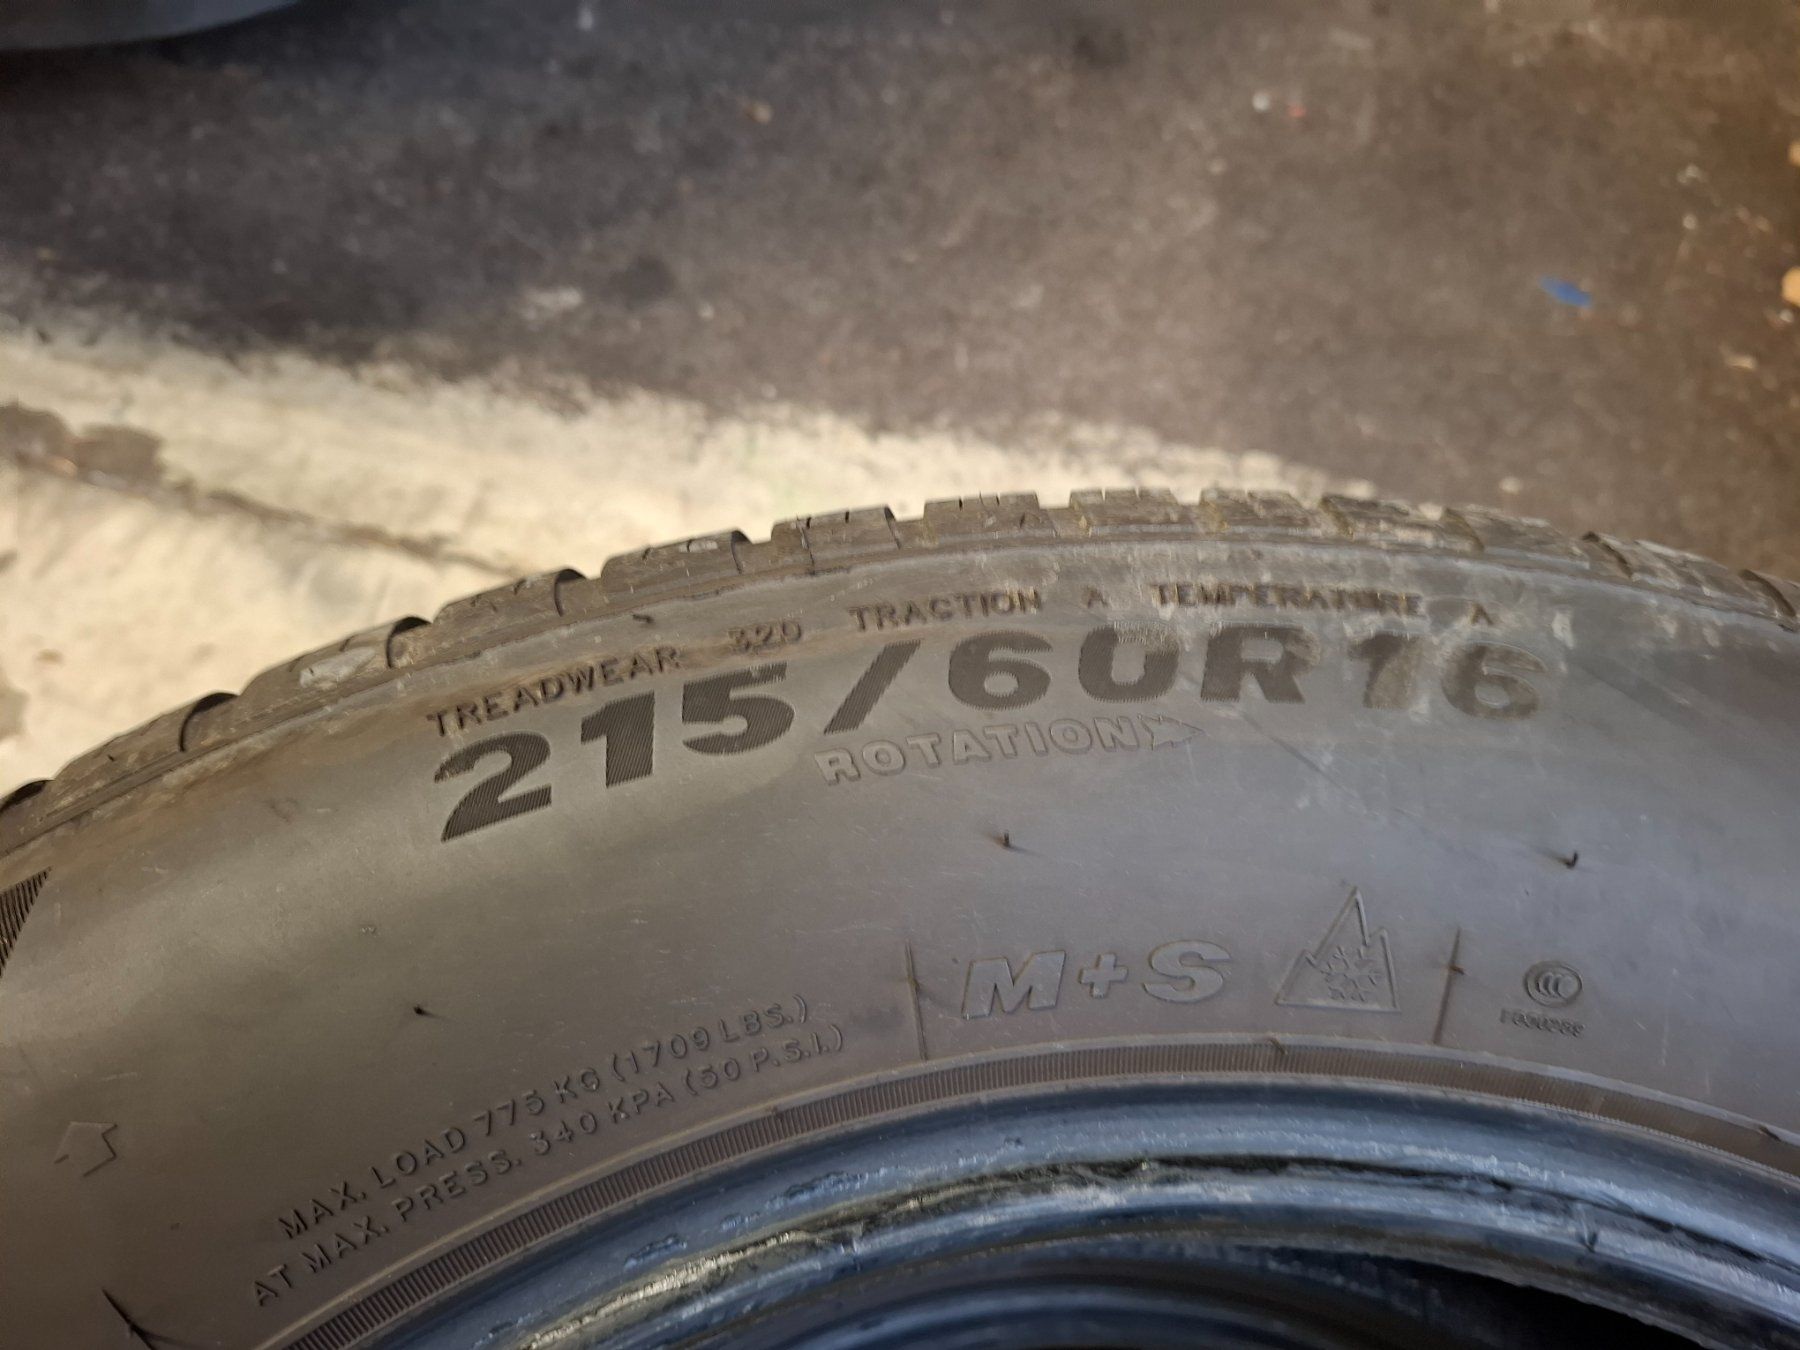 TREADWEAR 320 TRACTION A TEMPERATURE A
215/60R16
ROTATION
M+S
CCC
MAX. LOAD 775 KG (1709 LBS.)
AT MAX. PRESS. 340 KPA (50 P.S.I.)